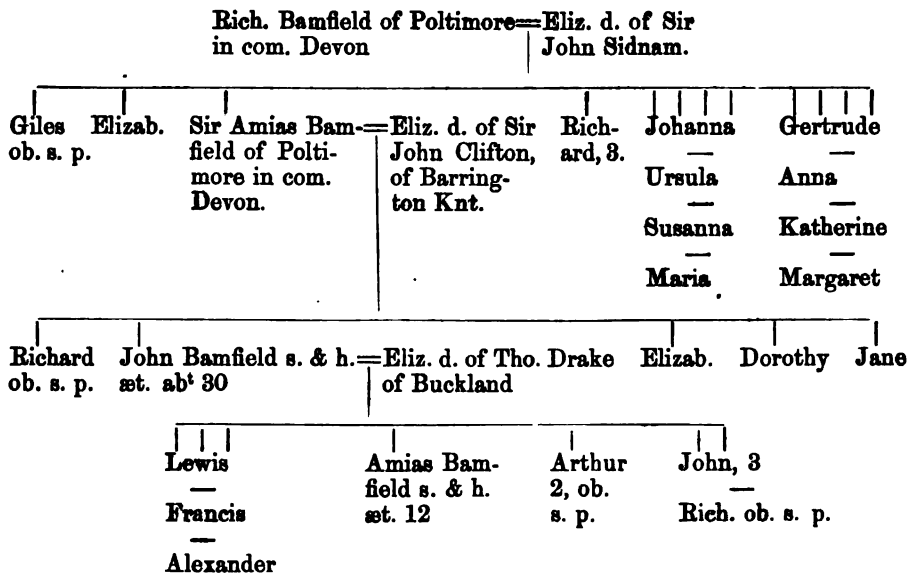 Rich. Bamfield of Poltimore=Eliz. d. of Sir
in com. Devon John Sidnam.
Giles Elizab. Sir Amias Bam-=Eliz. d. of Sir Rich- Johanna Gertrude
ob. s. p. field of Polti- John Clifton, ard, 3. — —
more in com. of Barring- Ursula Anna
Devon. ton Knt. — —
Susanna Katherine
— —
Maria Margaret
Richard John Bamfield s. & h.=Eliz. d. of Tho. Drake Elizab. Dorothy Jane
ob. s. p. æt. abᵗ 30 of Buckland
Lewis Amias Bam- Arthur John, 3
— field s. & h. 2, ob. —
Francis æt. 12 s. p. Rich. ob. s. p.
—
Alexander